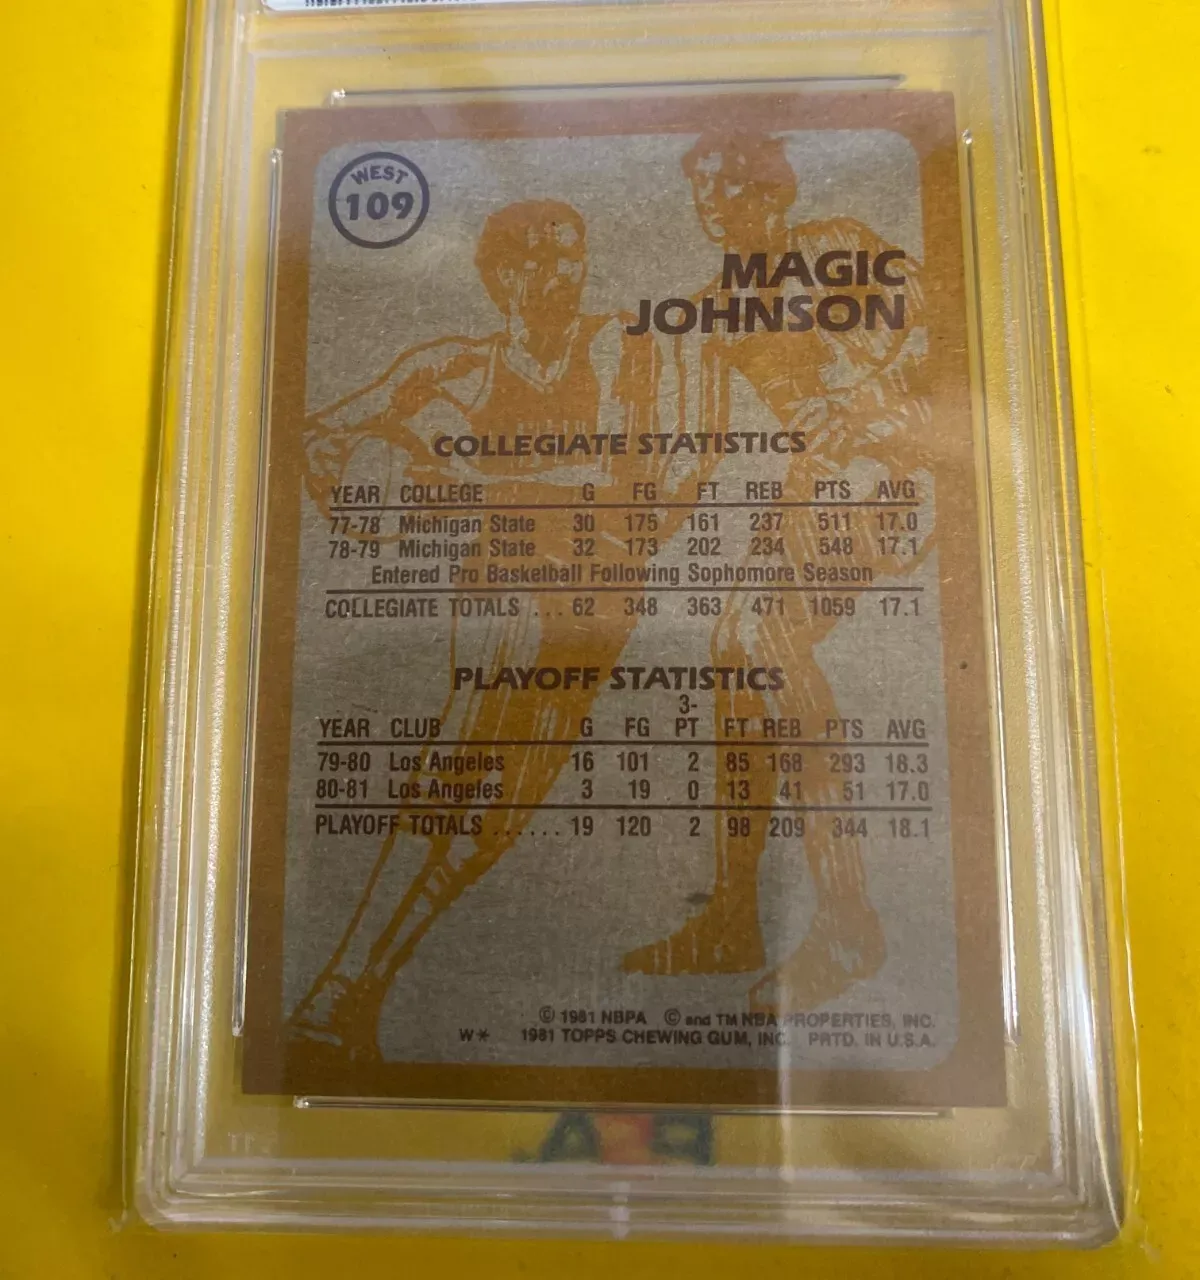 WEST
109
MAGIC
JOHNSON
COLLEGIATE STATISTICS
YEAR COLLEGE G FG FT REB PTS AVG
77-78 Michigan State 30 175 161 237 511 17.0
78-79 Michigan State 32 173 202 234 548 17.1
Entered Pro Basketball Following Sophomore Season
COLLEGIATE TOTALS ... 62 348 363 471 1059 17.1
PLAYOFF STATISTICS
3-
YEAR CLUB G FG PT FT REB PTS AVG
79-80 Los Angeles 16 101 2 85 168 293 18.3
80-81 Los Angeles 3 19 0 13 41 51 17.0
PLAYOFF TOTALS ...... 19 120 2 98 209 344 18.1
© 1981 NBPA © and TM NBA PROPERTIES, INC.
W* 1981 TOPPS CHEWING GUM, INC. PRTD. IN U.S.A.